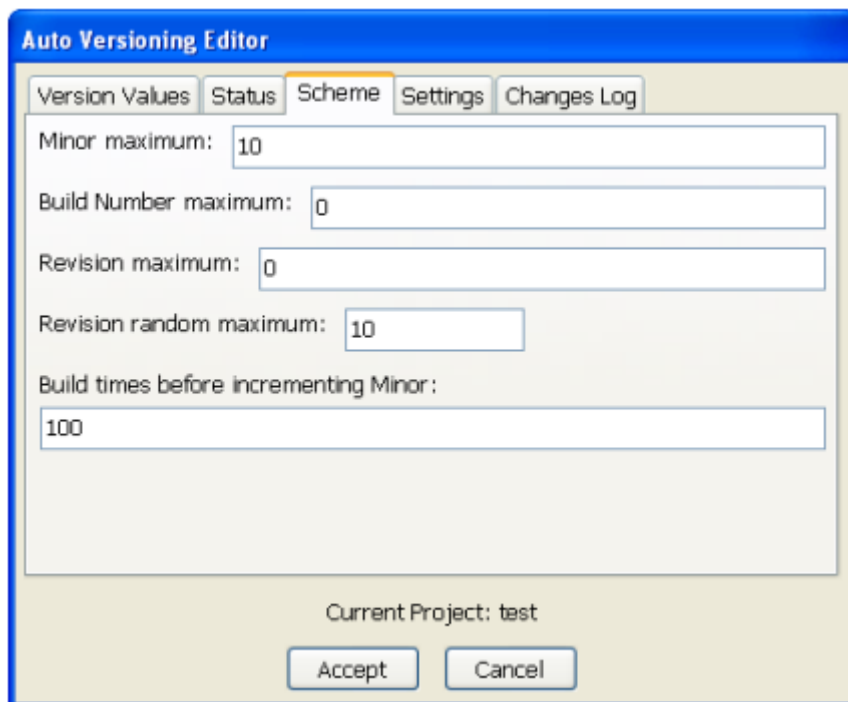 Auto Versioning Editor
Version Values Status Scheme Settings Changes Log
Minor maximum: 10
Build Number maximum: 0
Revision maximum: 0
Revision random maximum: 10
Build times before incrementing Minor:
100
Current Project: test
Accept Cancel